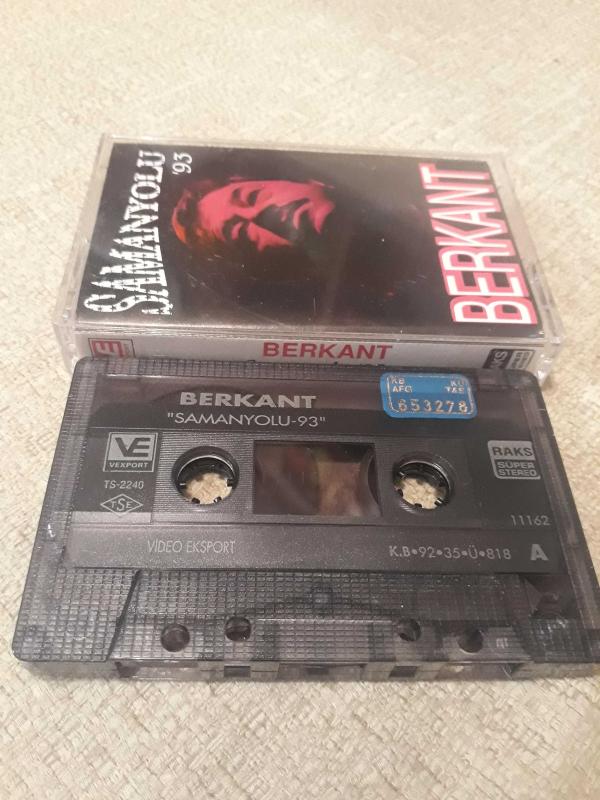 SAMANYOLU
'93
BERKANT
BERKANT
BERKANT
"SAMANYOLU-93"
KB KÜ
AFG T&E
653278
VE
VEXPORT
TS-2240
TSE
RAKS
SÜPER
STEREO
11162
VİDEO EKSPORT
K.B•92•35•Ü•818 A